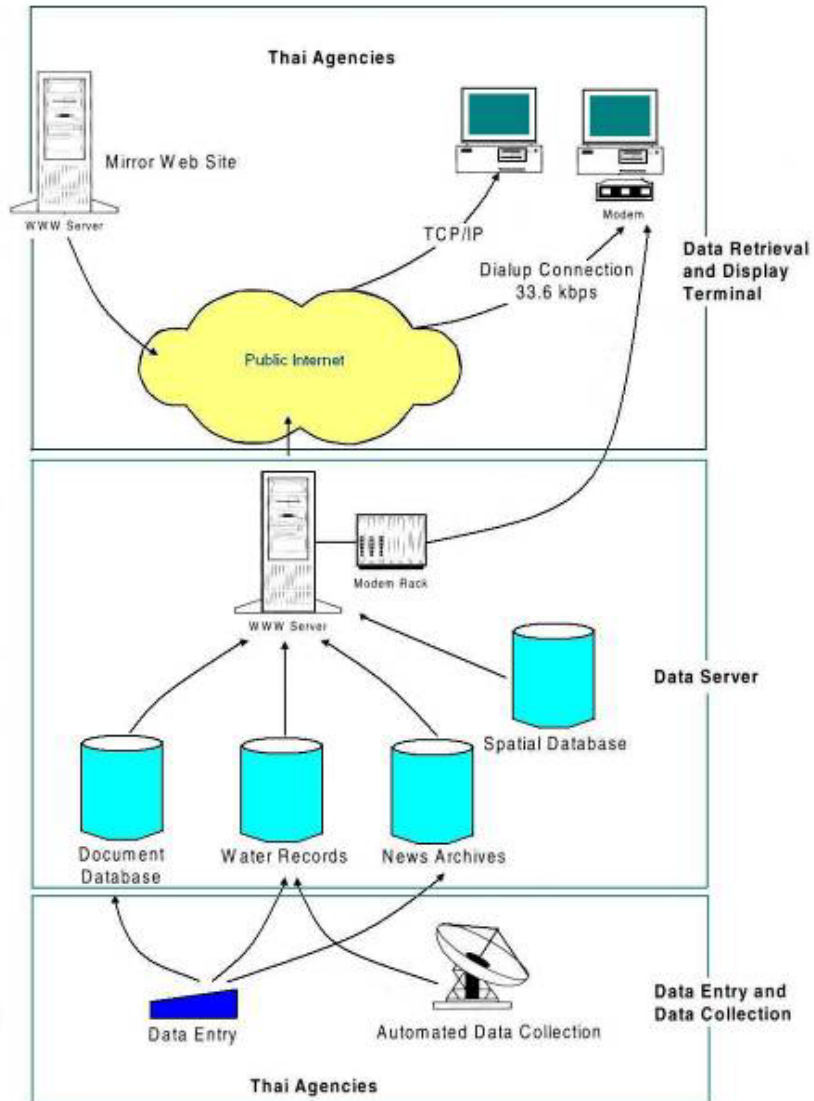 Thai Agencies
Mirror Web Site
WWW Server
Modem
TCP/IP
Dialup Connection
33.6 kbps
Data Retrieval
and Display
Terminal
Public Internet
Modem Rack
WWW Server
Data Server
Spatial Database
Document
Database
Water Records
News Archives
Data Entry
Automated Data Collection
Data Entry and
Data Collection
Thai Agencies